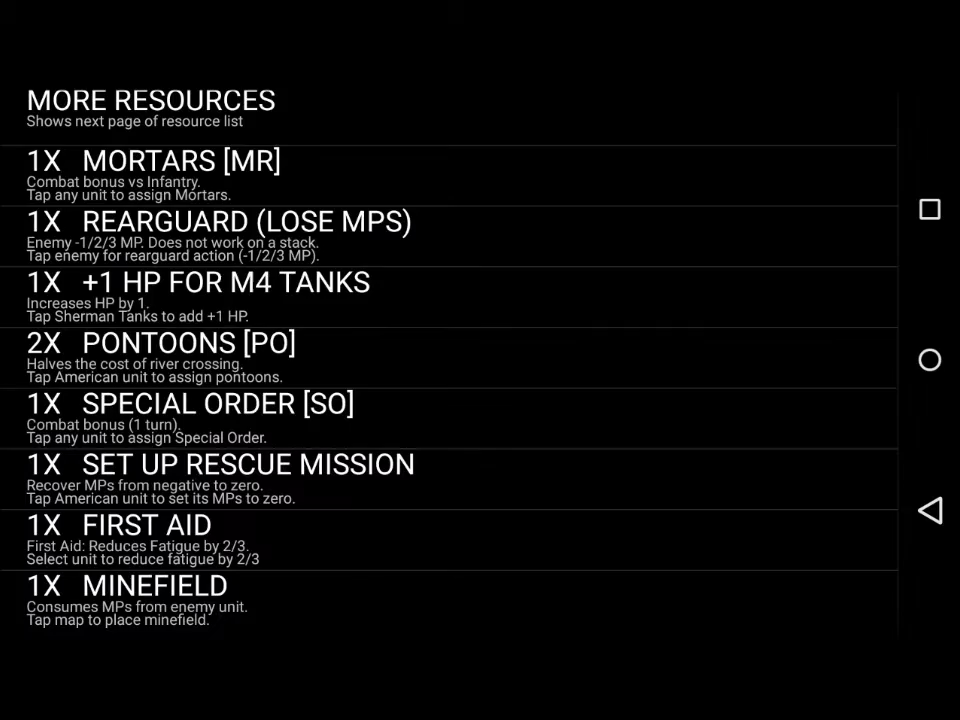 MORE RESOURCES
Shows next page of resource list
1X MORTARS [MR]
Combat bonus vs Infantry.
Tap any unit to assign Mortars.
1X REARGUARD (LOSE MPS)
Enemy -1/2/3 MP. Does not work on a stack.
Tap enemy for rearguard action (-1/2/3 MP).
1X +1 HP FOR M4 TANKS
Increases HP by 1.
Tap Sherman Tanks to add +1 HP.
2X PONTOONS [PO]
Halves the cost of river crossing.
Tap American unit to assign pontoons.
1X SPECIAL ORDER [SO]
Combat bonus (1 turn).
Tap any unit to assign Special Order.
1X SET UP RESCUE MISSION
Recover MPs from negative to zero.
Tap American unit to set its MPs to zero.
1X FIRST AID
First Aid: Reduces Fatigue by 2/3.
Select unit to reduce fatigue by 2/3
1X MINEFIELD
Consumes MPs from enemy unit.
Tap map to place minefield.